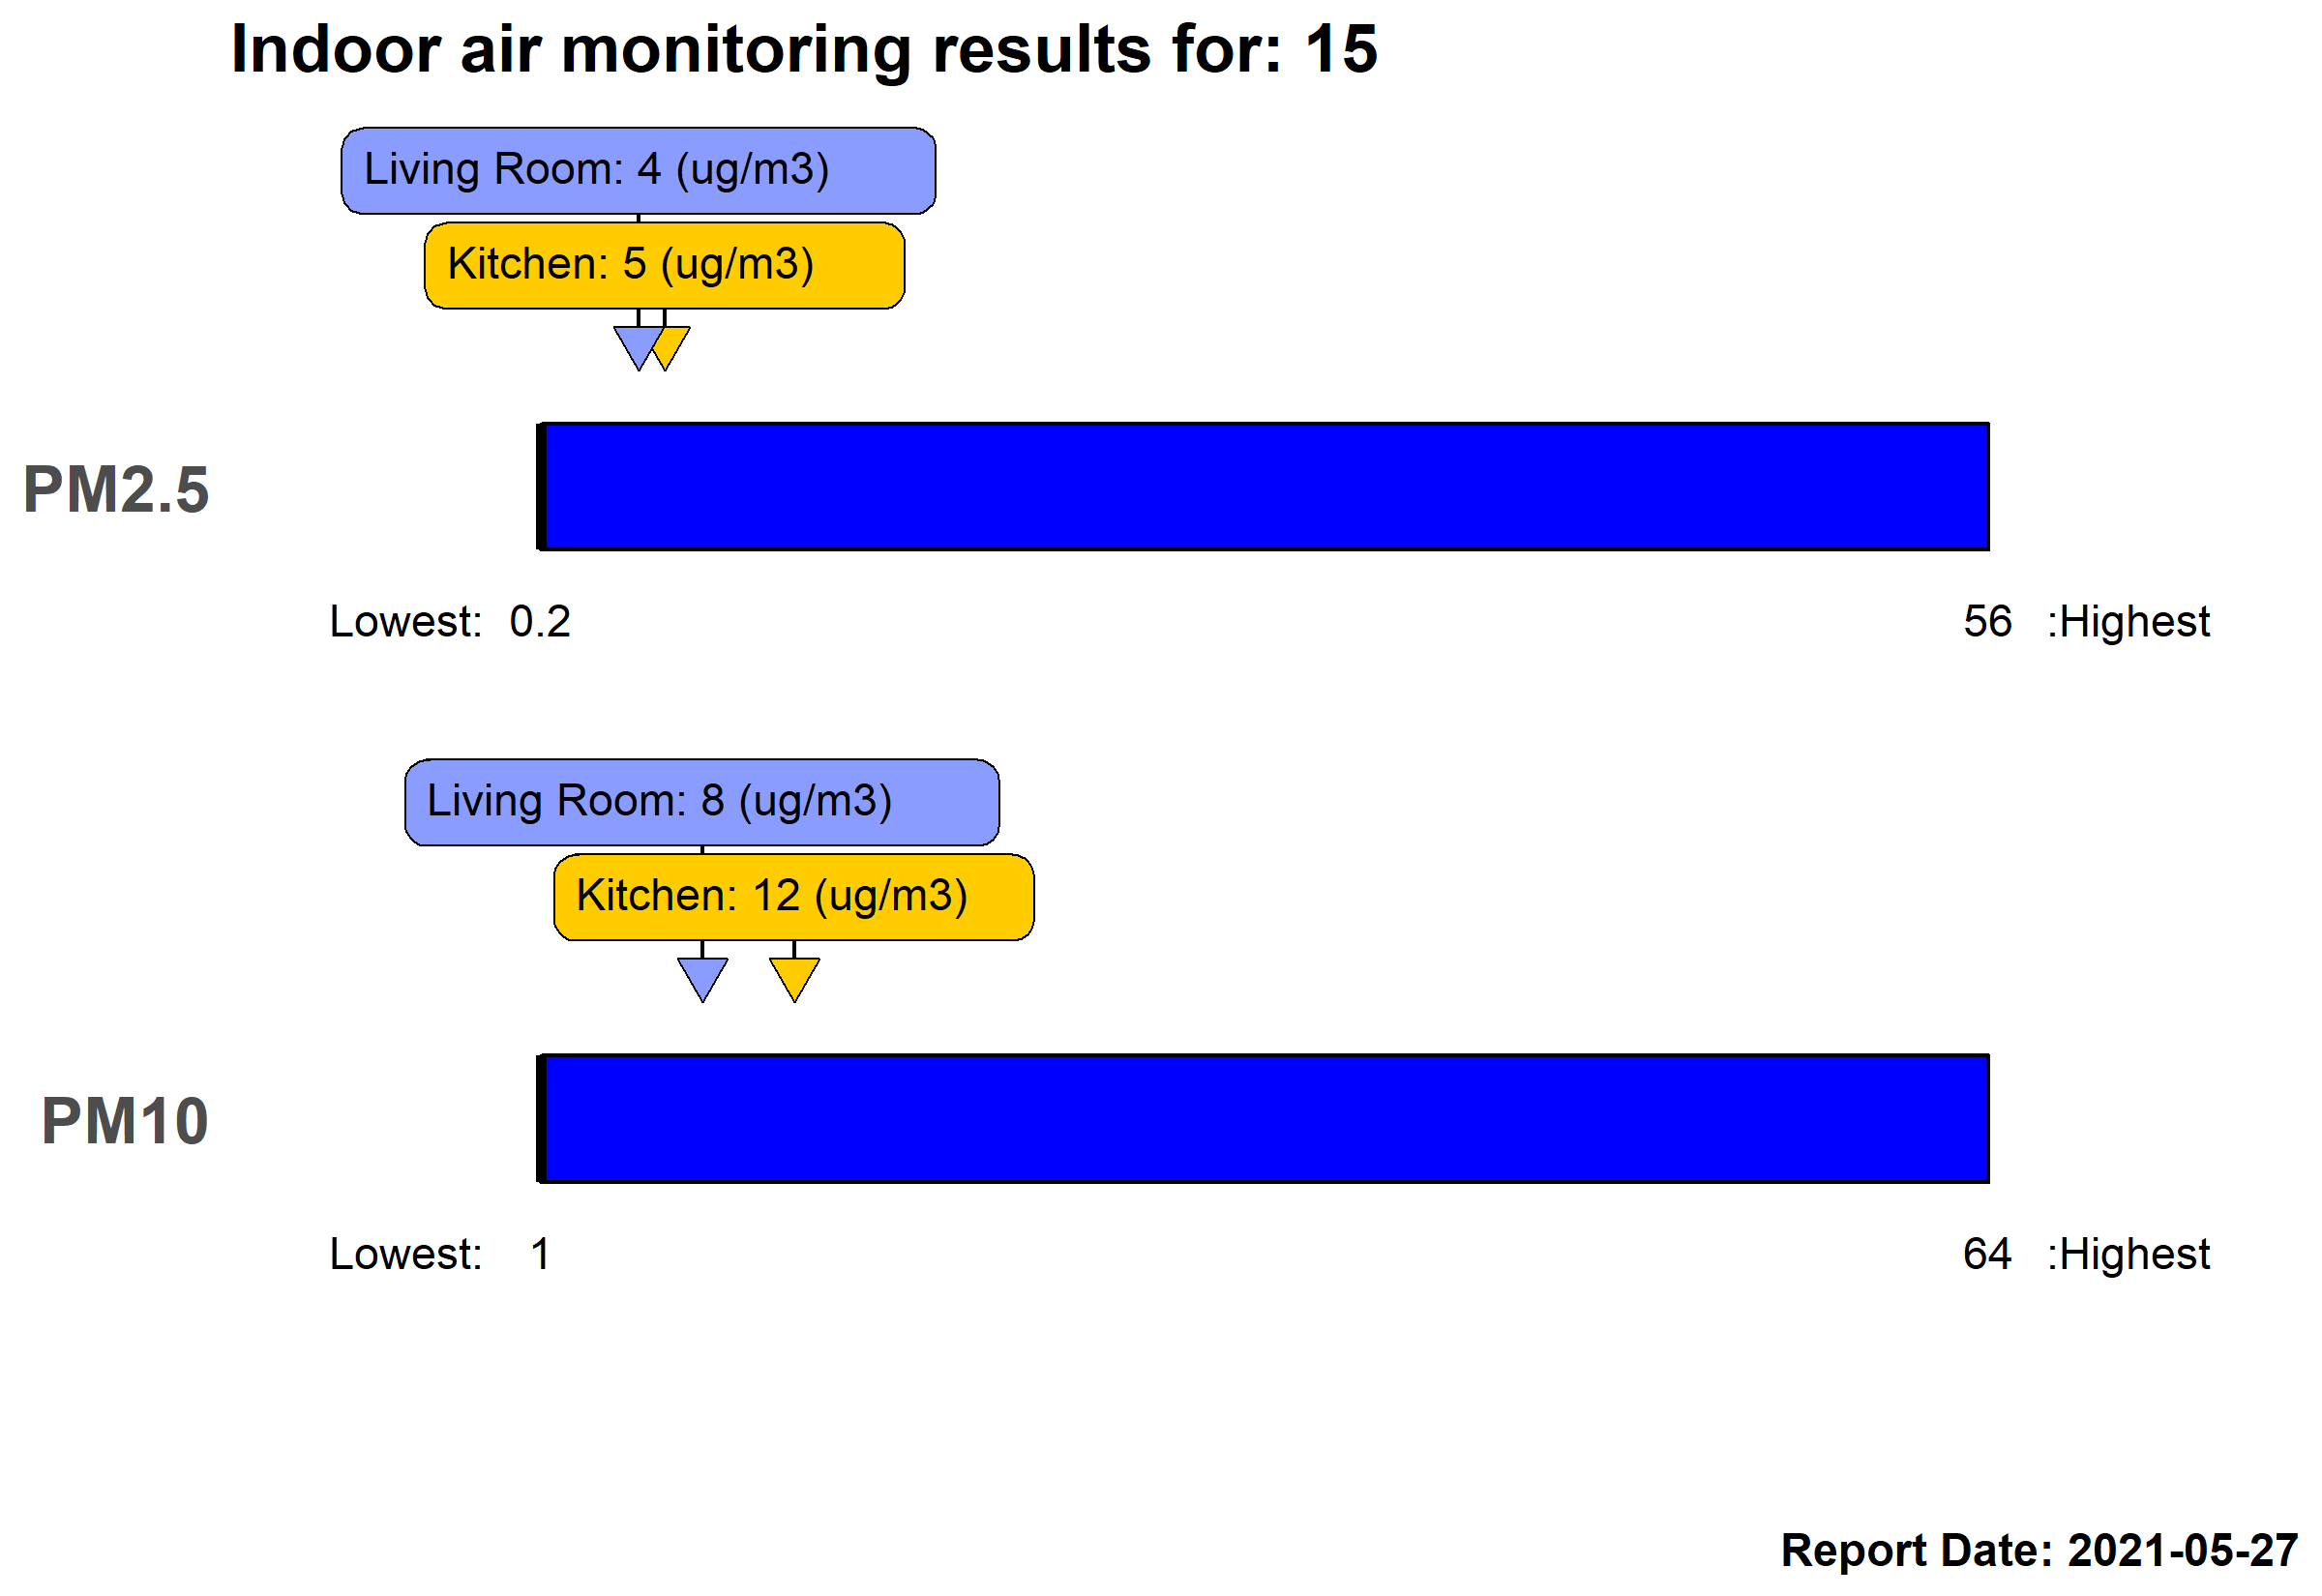 Indoor air monitoring results for: 15
Living Room: 4 (ug/m3)
Kitchen: 5 (ug/m3)
PM2.5
Lowest: 0.2 56 :Highest
Living Room: 8 (ug/m3)
Kitchen: 12 (ug/m3)
PM10
Lowest: 1 64 :Highest
Report Date: 2021-05-27